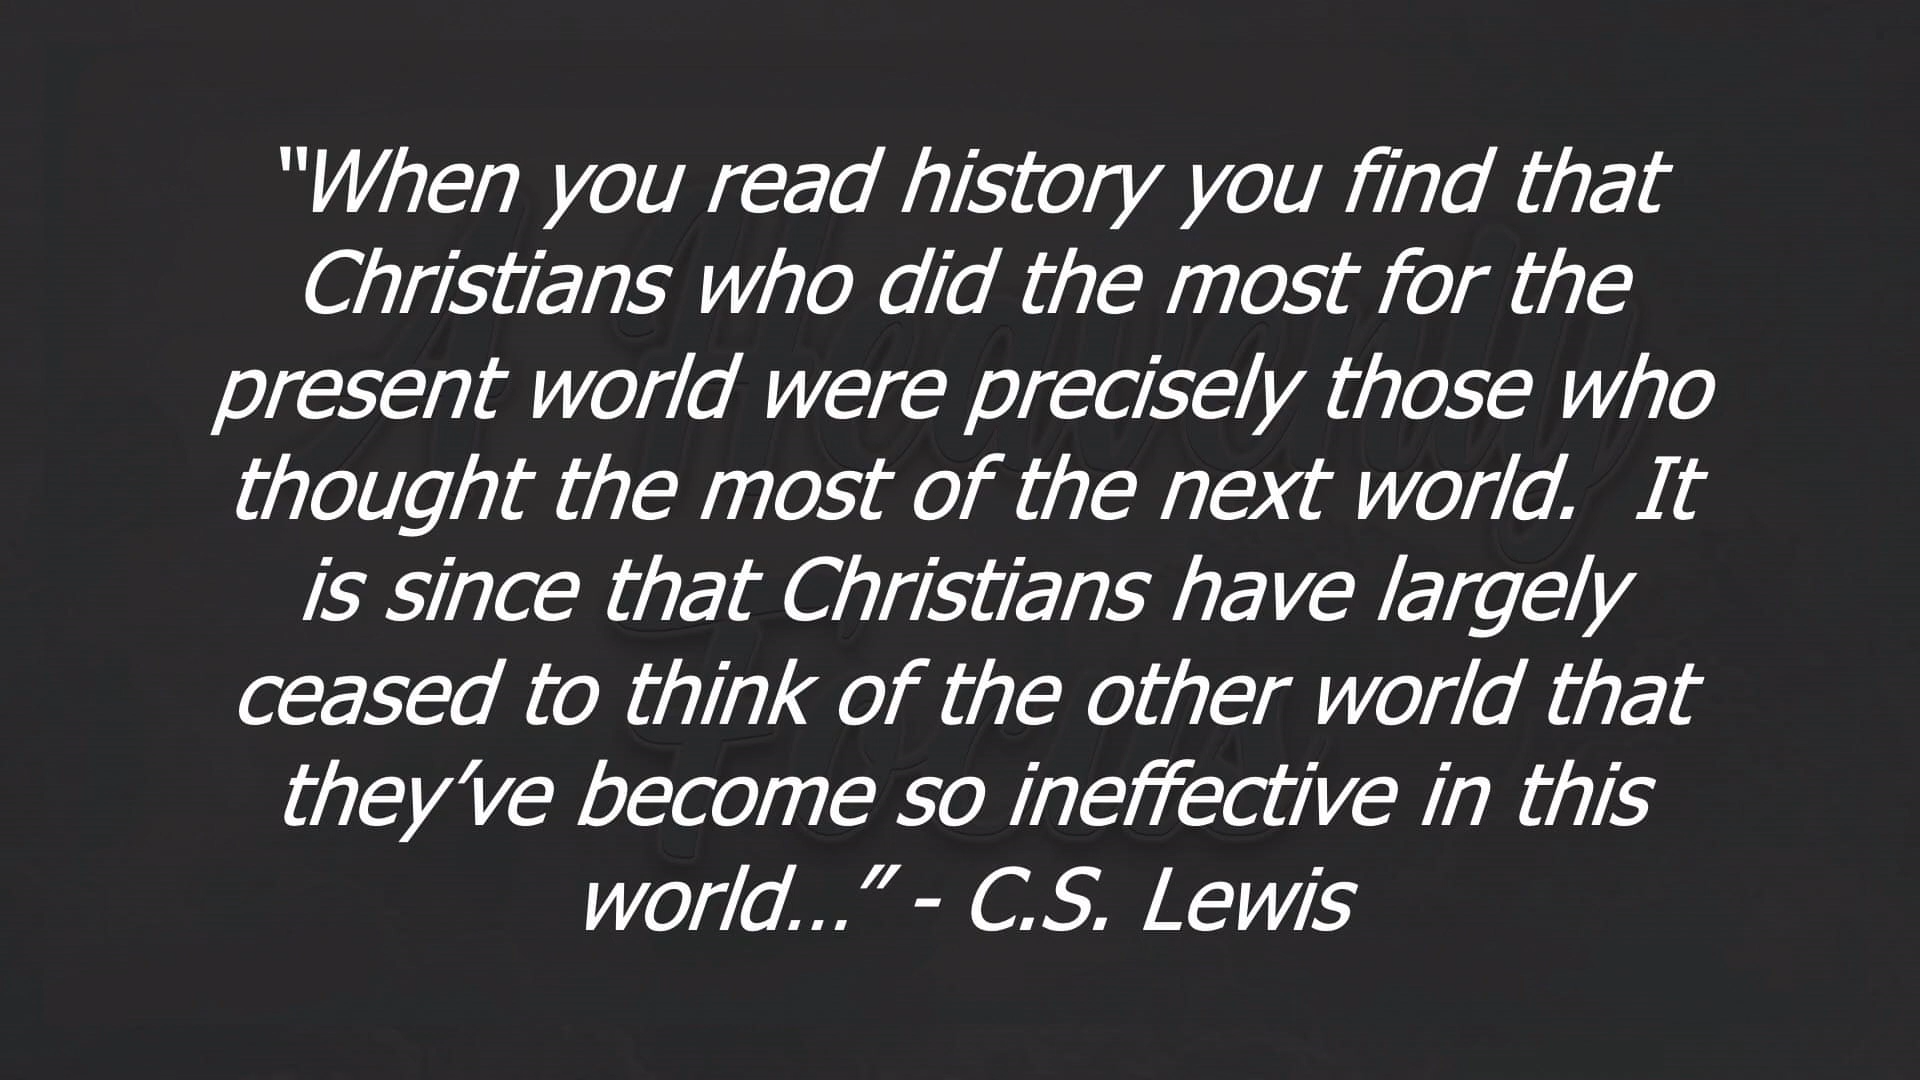 “When you read history you find that
Christians who did the most for the
present world were precisely those who
thought the most of the next world.  It
is since that Christians have largely
ceased to think of the other world that
they’ve become so ineffective in this
world…” - C.S. Lewis
A Heavenly
Focus